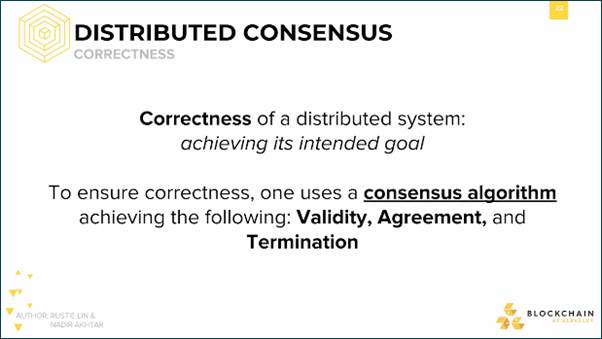 22
DISTRIBUTED CONSENSUS
CORRECTNESS
Correctness of a distributed system:
achieving its intended goal
To ensure correctness, one uses a consensus algorithm
achieving the following: Validity, Agreement, and
Termination
AUTHOR: RUSTIE LIN &
NADIR AKHTAR
BLOCKCHAIN
AT BERKELEY